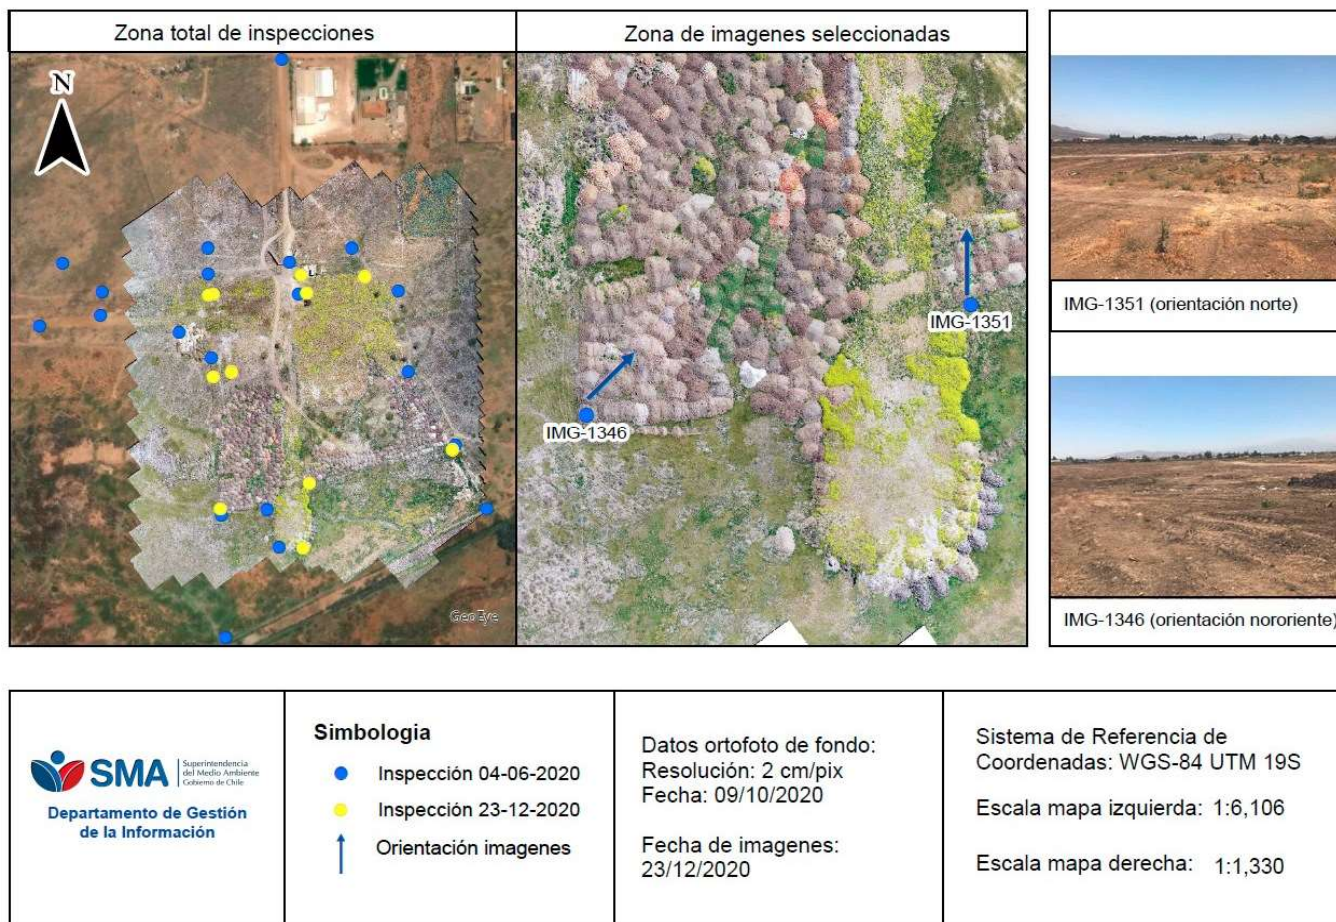 Zona total de inspecciones
Zona de imagenes seleccionadas
N
GeoEye
IMG-1346
IMG-1351
IMG-1351 (orientación norte)
IMG-1346 (orientación nororiente)
SMA
Superintendencia
del Medio Ambiente
Gobierno de Chile
Departamento de Gestión
de la Información
Simbologia
Inspección 04-06-2020
Inspección 23-12-2020
Orientación imagenes
Datos ortofoto de fondo:
Resolución: 2 cm/pix
Fecha: 09/10/2020
Fecha de imagenes:
23/12/2020
Sistema de Referencia de
Coordenadas: WGS-84 UTM 19S
Escala mapa izquierda: 1:6,106
Escala mapa derecha: 1:1,330